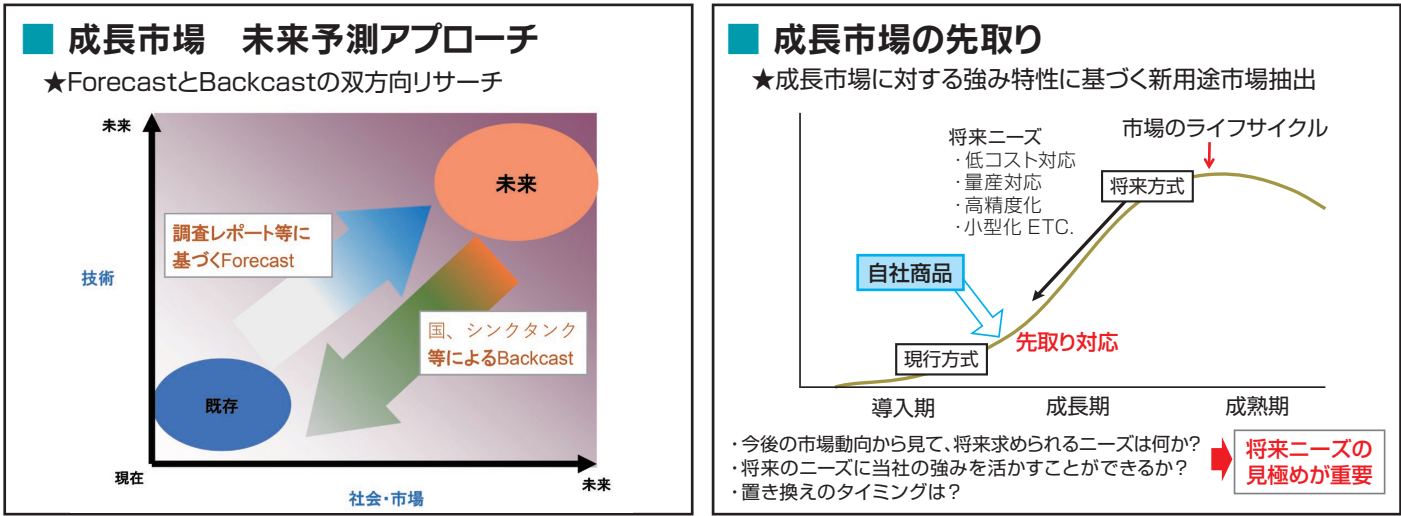 ■ 成長市場　未来予測アプローチ
★ForecastとBackcastの双方向リサーチ
未来
未来
調査レポート等に
基づくForecast
技術
国、シンクタンク
等によるBackcast
既存
現在
社会・市場
未来
■ 成長市場の先取り
★成長市場に対する強み特性に基づく新用途市場抽出
市場のライフサイクル
将来ニーズ
・低コスト対応
・量産対応
・高精度化
・小型化 ETC.
将来方式
自社商品
先取り対応
現行方式
導入期
成長期
成熟期
・今後の市場動向から見て、将来求められるニーズは何か?
・将来のニーズに当社の強みを活かすことができるか?
・置き換えのタイミングは?
将来ニーズの
見極めが重要